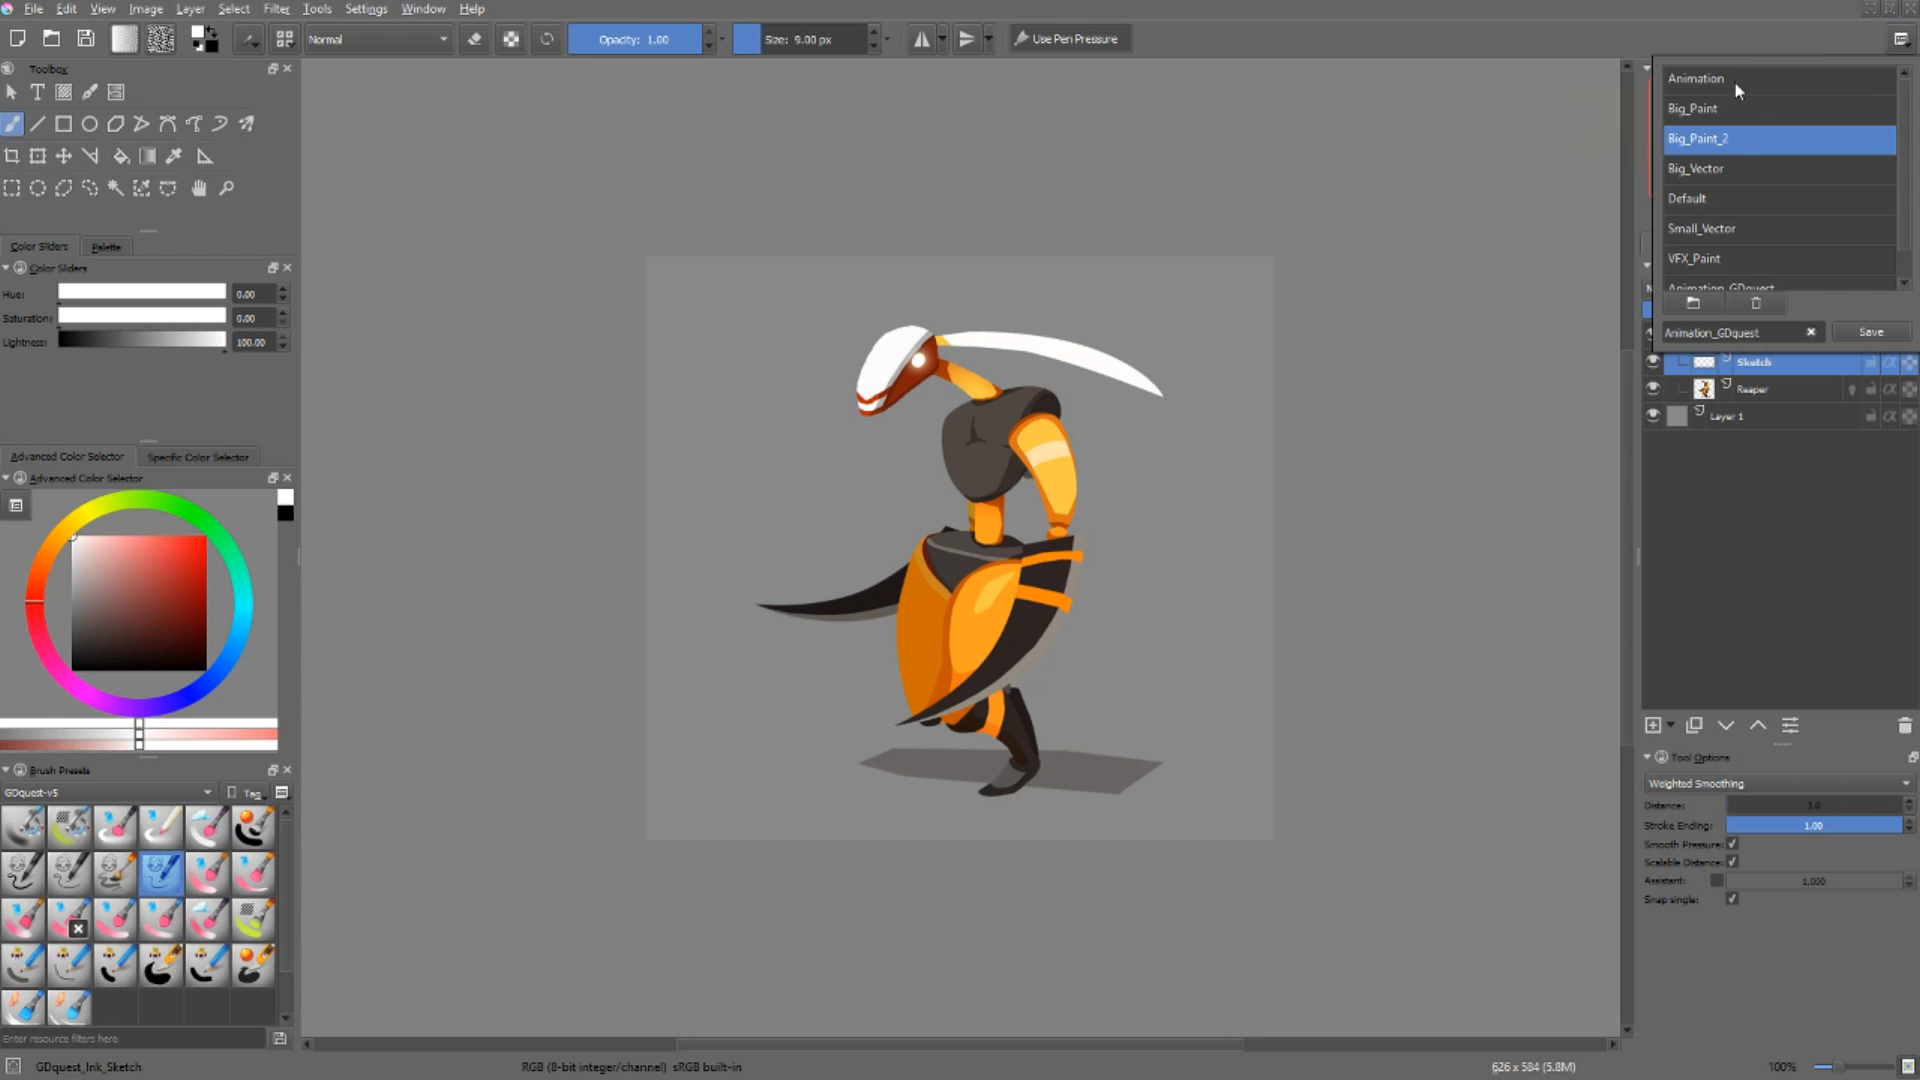 File Edit View Image Layer Select Filter Tools Settings Window Help
Normal Opacity: 1.00 Size: 9.00 px Use Pen Pressure
Toolbox
Color Sliders Palette
Color Sliders
Hue: 0.00
Saturation: 0.00
Lightness: 100.00
Advanced Color Selector Specific Color Selector
Advanced Color Selector
Brush Presets
GDquest-v5 Tag
Enter resource filters here
GDquest_Ink_Sketch
RGB (8-bit integer/channel) sRGB built-in
626 x 584 (5.8M)
100%
Animation
Big_Paint
Big_Paint_2
Big_Vector
Default
Small_Vector
VFX_Paint
Animation_GDquest
Animation_GDquest Save
Sketch
Reaper
Layer 1
Tool Options
Weighted Smoothing
Distance: 3.0
Stroke Ending: 1.00
Smooth Pressure:
Scalable Distance:
Assistant: 1,000
Snap single: